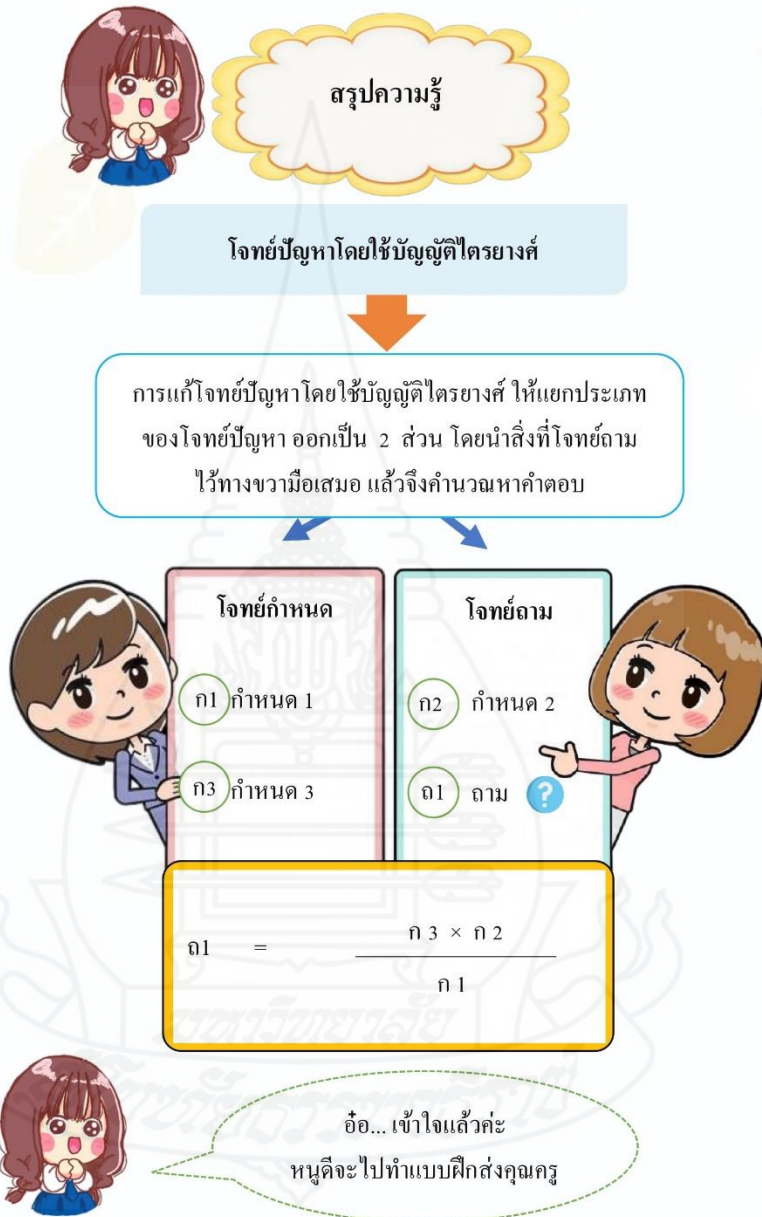 สรุปความรู้
โจทย์ปัญหาโดยใช้บัญญัติไตรยางศ์
การแก้โจทย์ปัญหาโดยใช้บัญญัติไตรยางศ์ ให้แยกประเภท
ของโจทย์ปัญหา ออกเป็น 2 ส่วน โดยนำสิ่งที่โจทย์ถาม
ไว้ทางขวามือเสมอ แล้วจึงคำนวณหาคำตอบ
โจทย์กำหนด
ก1 กำหนด 1
ก3 กำหนด 3
โจทย์ถาม
ก2 กำหนด 2
ถ1 ถาม ?
ถ1 = ก 3 × ก 2
ก 1
อ๋อ... เข้าใจแล้วค่ะ
หนูดีจะไปทำแบบฝึกส่งคุณครู